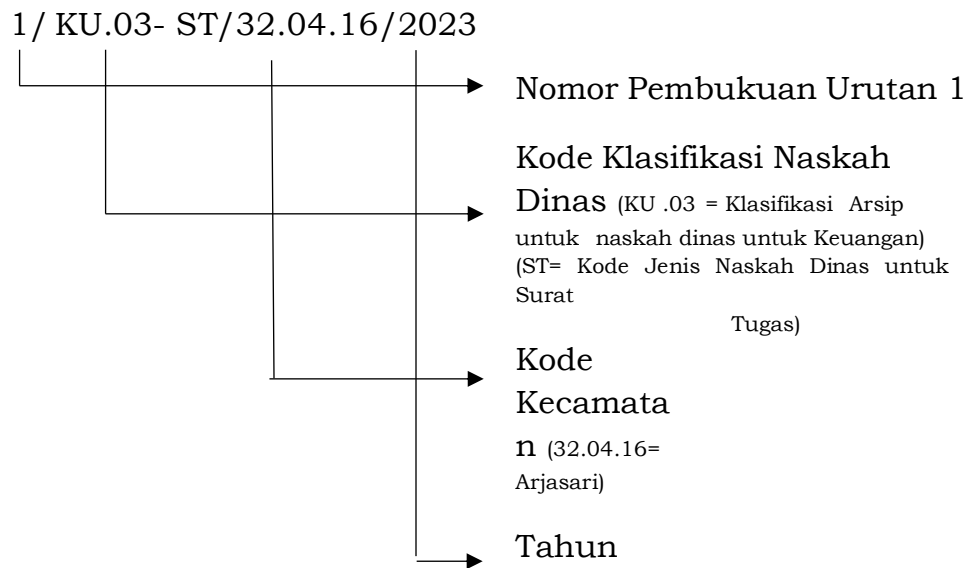 1/ KU.03- ST/32.04.16/2023
Nomor Pembukuan Urutan 1
Kode Klasifikasi Naskah
Dinas (KU .03 = Klasifikasi Arsip
untuk naskah dinas untuk Keuangan)
(ST= Kode Jenis Naskah Dinas untuk
Surat
Tugas)
Kode
Kecamata
n (32.04.16=
Arjasari)
Tahun